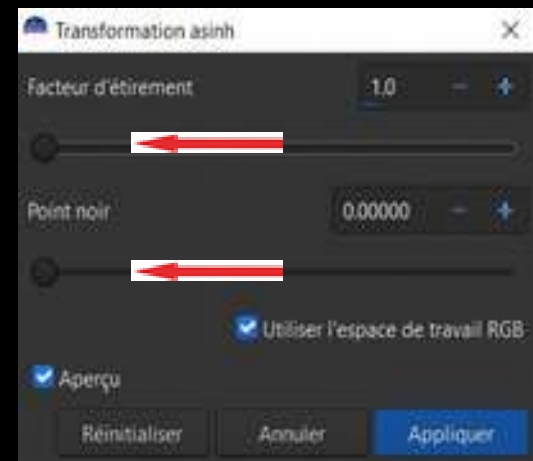 Transformation asinh
Facteur d'étirement 1.0
Point noir 0.00000
Utiliser l'espace de travail RGB
Aperçu
Réinitialiser Annuler Appliquer